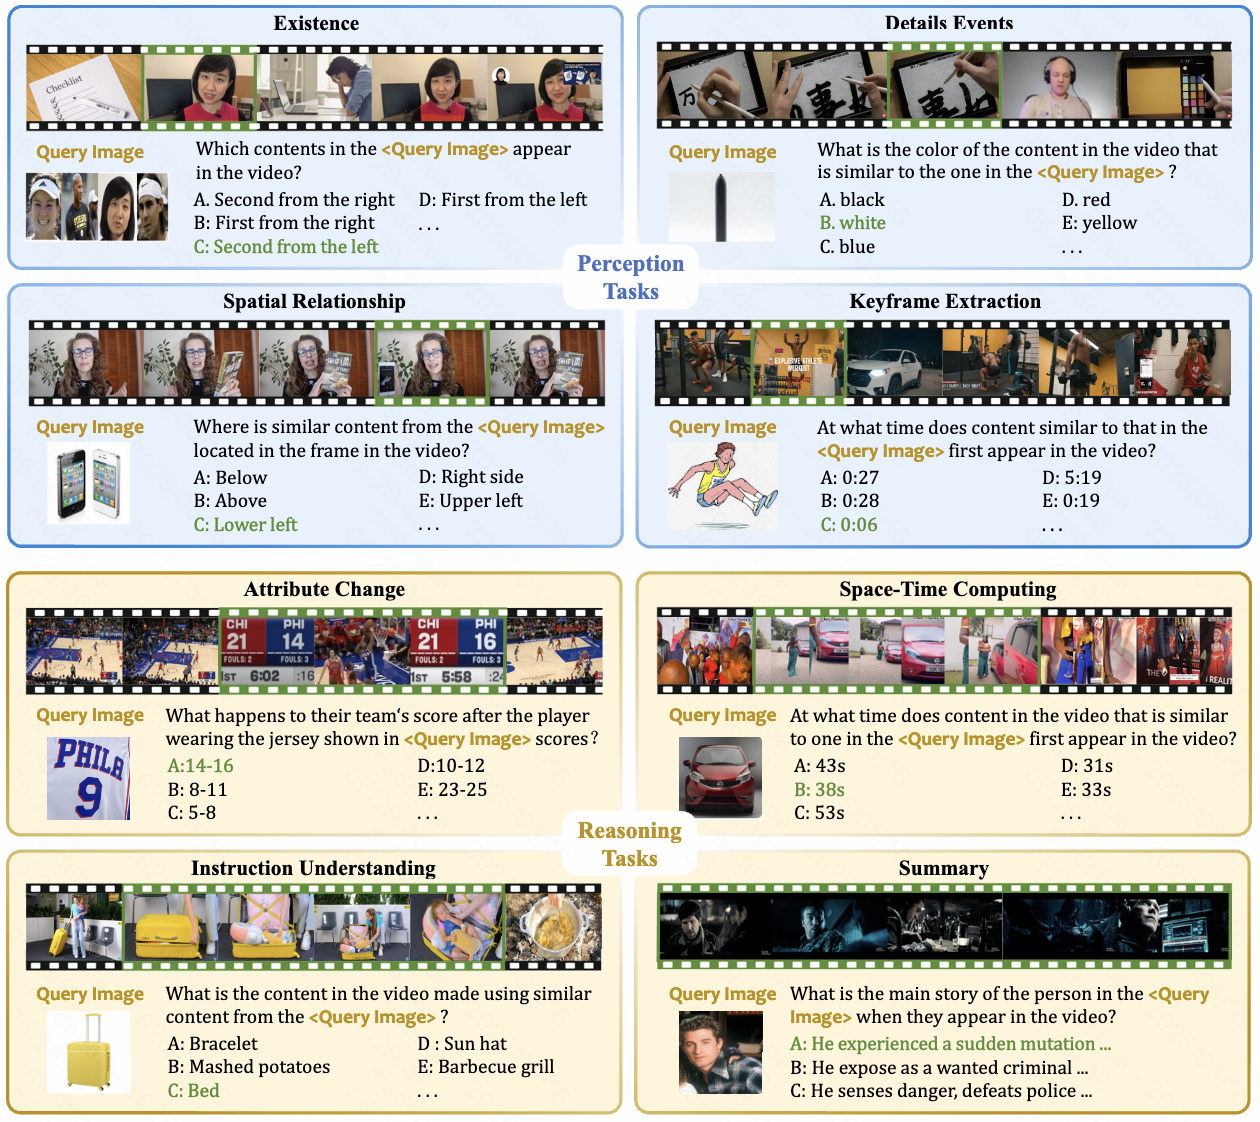 Existence
Checklist
Query Image
Which contents in the <Query Image> appear
in the video?
A. Second from the right
D: First from the left
B: First from the right
. . .
C: Second from the left
Details Events
Query Image
What is the color of the content in the video that
is similar to the one in the <Query Image> ?
A. black
D. red
B. white
E: yellow
C. blue
. . .
Perception
Tasks
Spatial Relationship
Query Image
Where is similar content from the <Query Image>
located in the frame in the video?
A: Below
D: Right side
B: Above
E: Upper left
C: Lower left
. . .
Keyframe Extraction
EXPLOSIVE ATHLETE
WORKOUT
Query Image
At what time does content similar to that in the
<Query Image> first appear in the video?
A: 0:27
D: 5:19
B: 0:28
E: 0:19
C: 0:06
. . .
Attribute Change
CHI PHI
21 14
FOULS: 2 FOULS: 3
1ST 6:02 :16
CHI PHI
21 16
FOULS: 2 FOULS: 3
1ST 5:58 :24
Query Image
What happens to their team‘s score after the player
wearing the jersey shown in <Query Image> scores?
PHILA
9
A:14-16
D:10-12
B: 8-11
E: 23-25
C: 5-8
. . .
Space-Time Computing
THE
REALIT
Query Image
At what time does content in the video that is similar
to one in the <Query Image> first appear in the video?
A: 43s
D: 31s
B: 38s
E: 33s
C: 53s
. . .
Reasoning
Tasks
Instruction Understanding
Query Image
What is the content in the video made using similar
content from the <Query Image> ?
A: Bracelet
D : Sun hat
B: Mashed potatoes
E: Barbecue grill
C: Bed
. . .
Summary
Query Image
What is the main story of the person in the <Query
Image> when they appear in the video?
A: He experienced a sudden mutation ...
B: He expose as a wanted criminal ...
C: He senses danger, defeats police ...